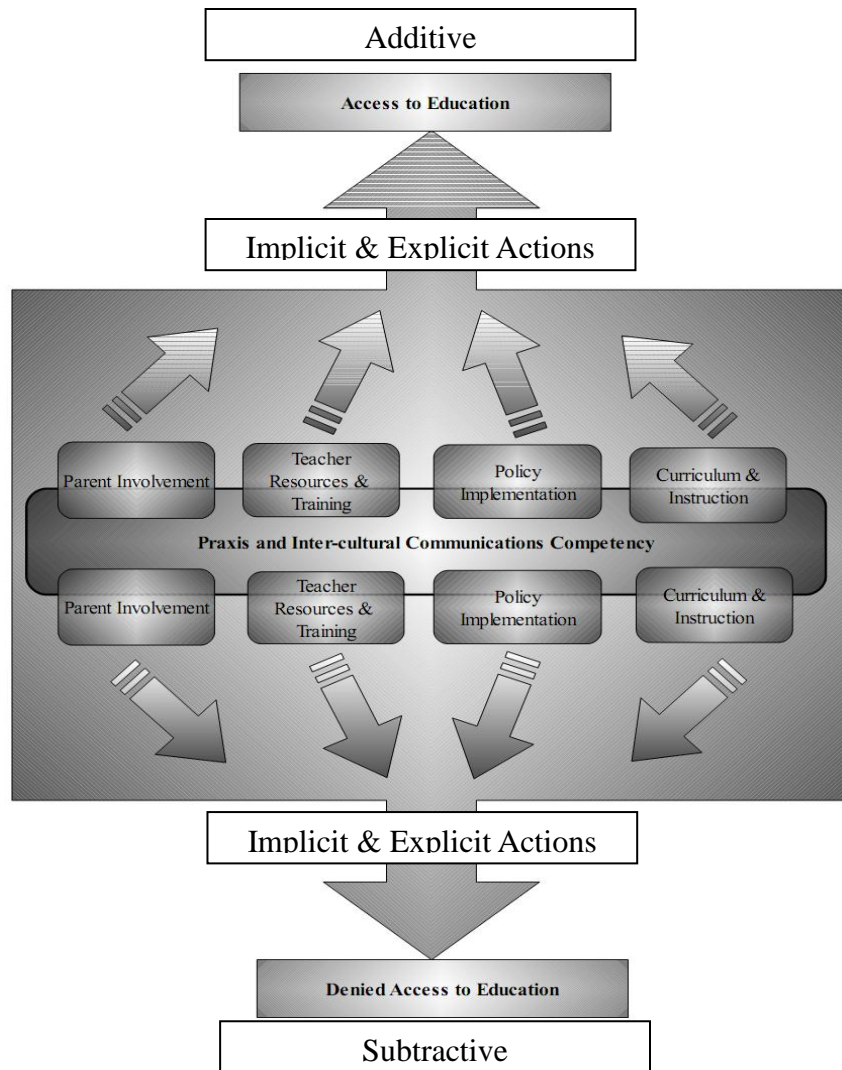 Additive
Access to Education
Implicit & Explicit Actions
Parent Involvement
Teacher
Resources &
Training
Policy
Implementation
Curriculum &
Instruction
Praxis and Inter-cultural Communications Competency
Parent Involvement
Teacher
Resources &
Training
Policy
Implementation
Curriculum &
Instruction
Implicit & Explicit Actions
Denied Access to Education
Subtractive